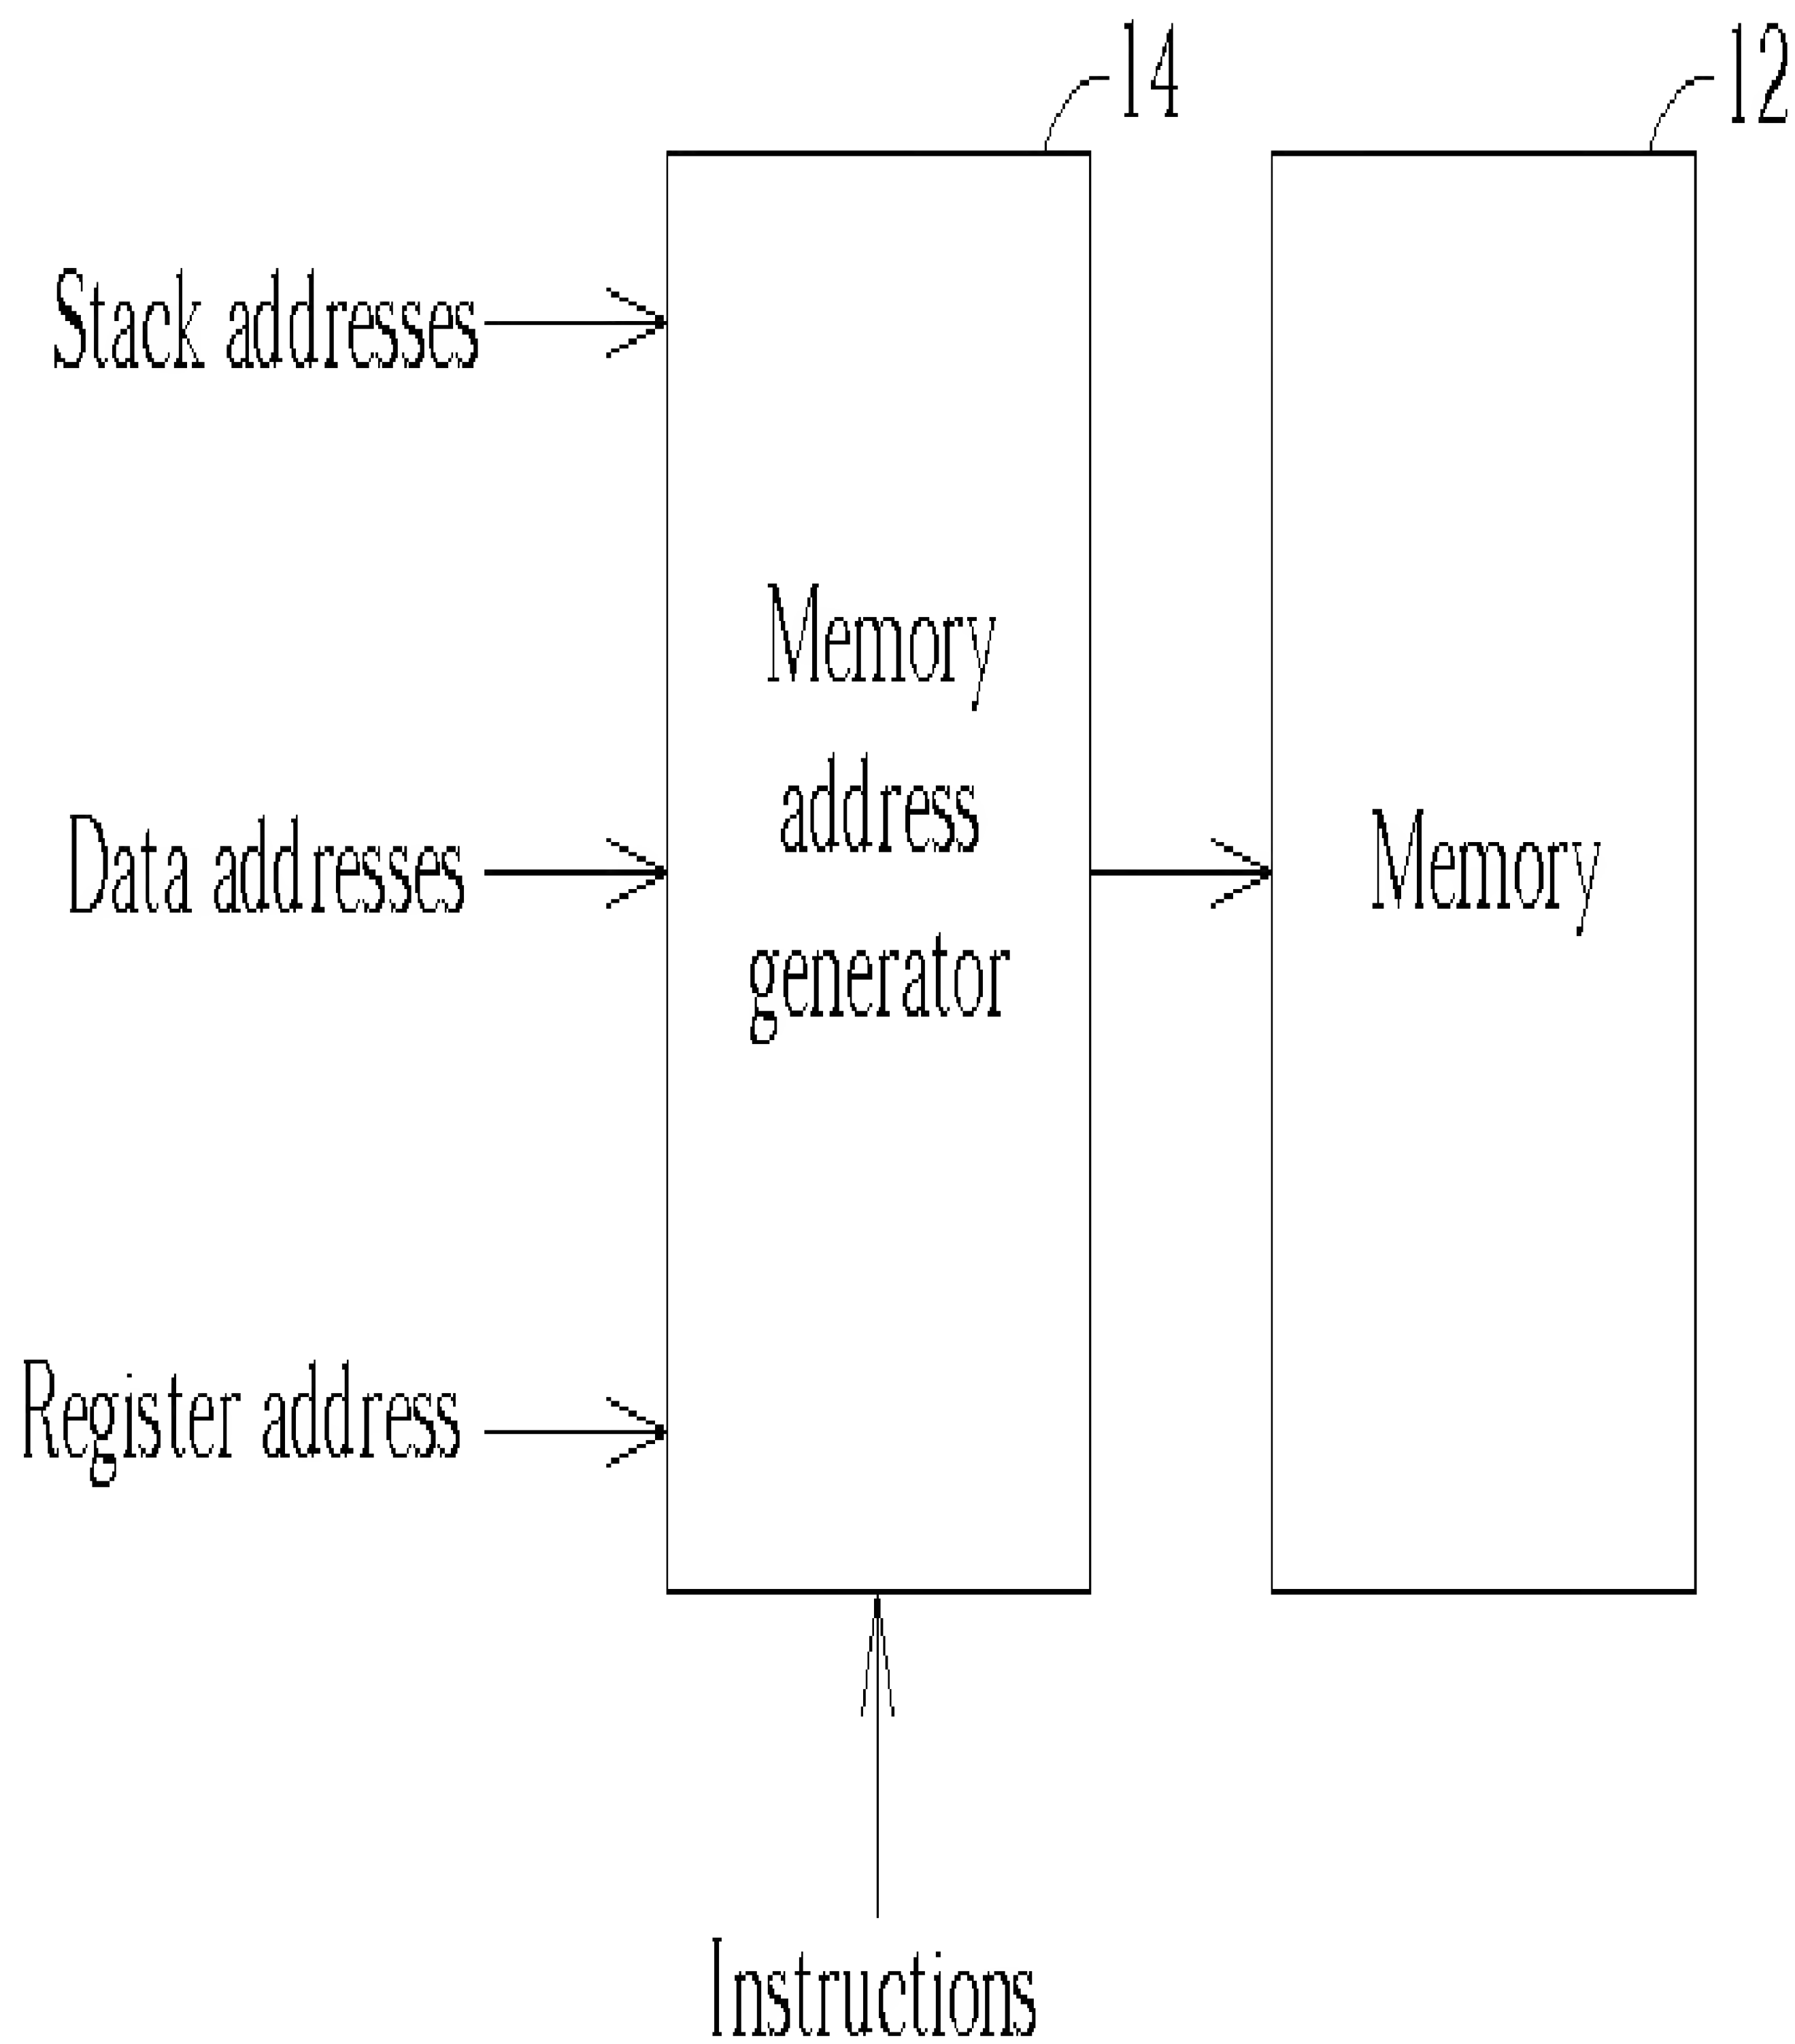 14
12
Stack addresses
Memory
address
generator
Data addresses
Memory
Register address
Instructions